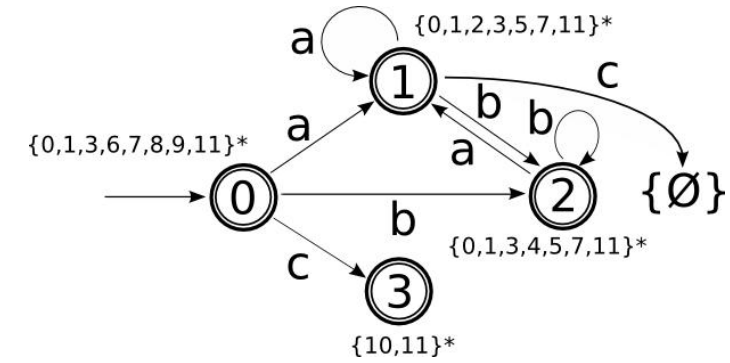 {0,1,2,3,5,7,11}*
a
1
c
b
b
a
a
{0,1,3,6,7,8,9,11}*
0
2
{Ø}
b
{0,1,3,4,5,7,11}*
c
3
{10,11}*